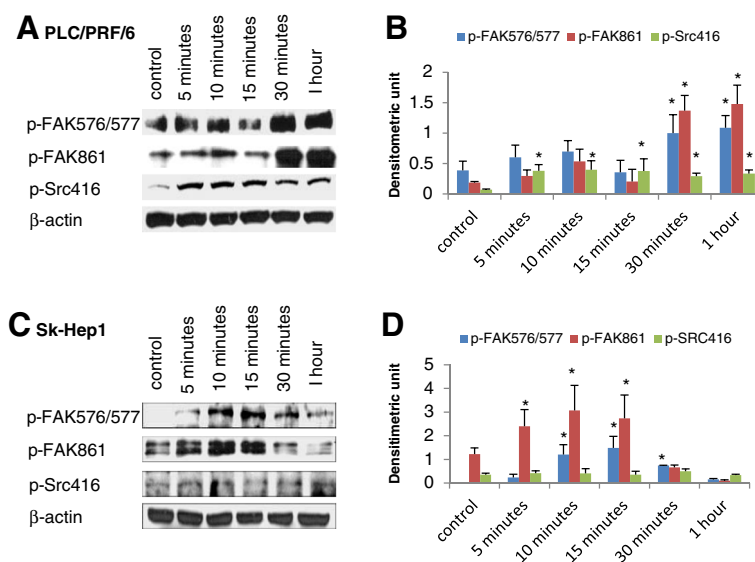 A PLC/PRF/6
control
5 minutes
10 minutes
15 minutes
30 minutes
1 hour
p-FAK576/577
p-FAK861
p-Src416
β-actin
B
p-FAK576/577 p-FAK861 p-Src416
Densitometric unit
2
1.5
1
0.5
0
* * * * * * * * *
control
5 minutes
10 minutes
15 minutes
30 minutes
1 hour
C Sk-Hep1
control
5 minutes
10 minutes
15 minutes
30 minutes
1 hour
p-FAK576/577
p-FAK861
p-Src416
β-actin
D
p-FAK576/577 p-FAK861 p-SRC416
Densitimetric unit
5
4
3
2
1
0
* * * * * *
control
5 minutes
10 minutes
15 minutes
30 minutes
1 hour